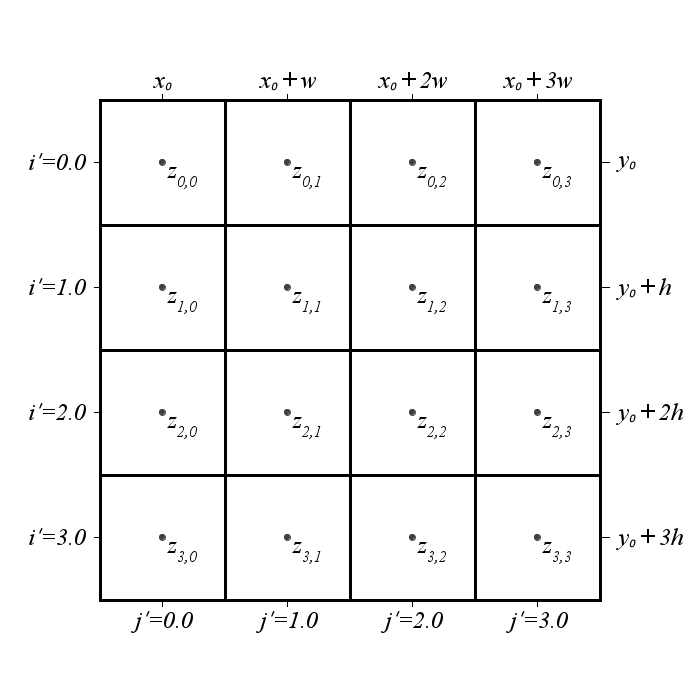 x₀ x₀+w x₀+2w x₀+3w
i'=0.0 z0,0 z0,1 z0,2 z0,3 y₀
i'=1.0 z1,0 z1,1 z1,2 z1,3 y₀+h
i'=2.0 z2,0 z2,1 z2,2 z2,3 y₀+2h
i'=3.0 z3,0 z3,1 z3,2 z3,3 y₀+3h
j'=0.0 j'=1.0 j'=2.0 j'=3.0